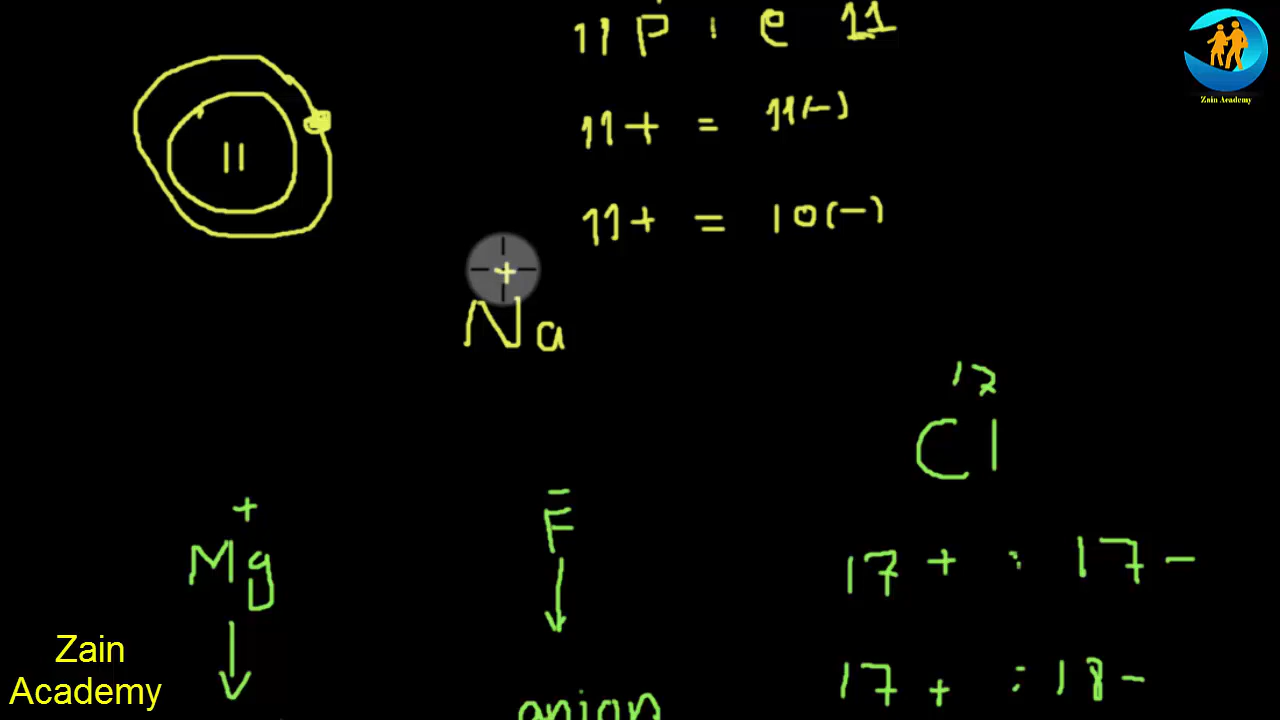 11 P : e 11
Zain Academy
11
11+ = 11(-)
11+ = 10(-)
+
Na
17
Cl
+
Mg
−
F
17 + : 17 −
17 + : 18 −
Zain
Academy
anion